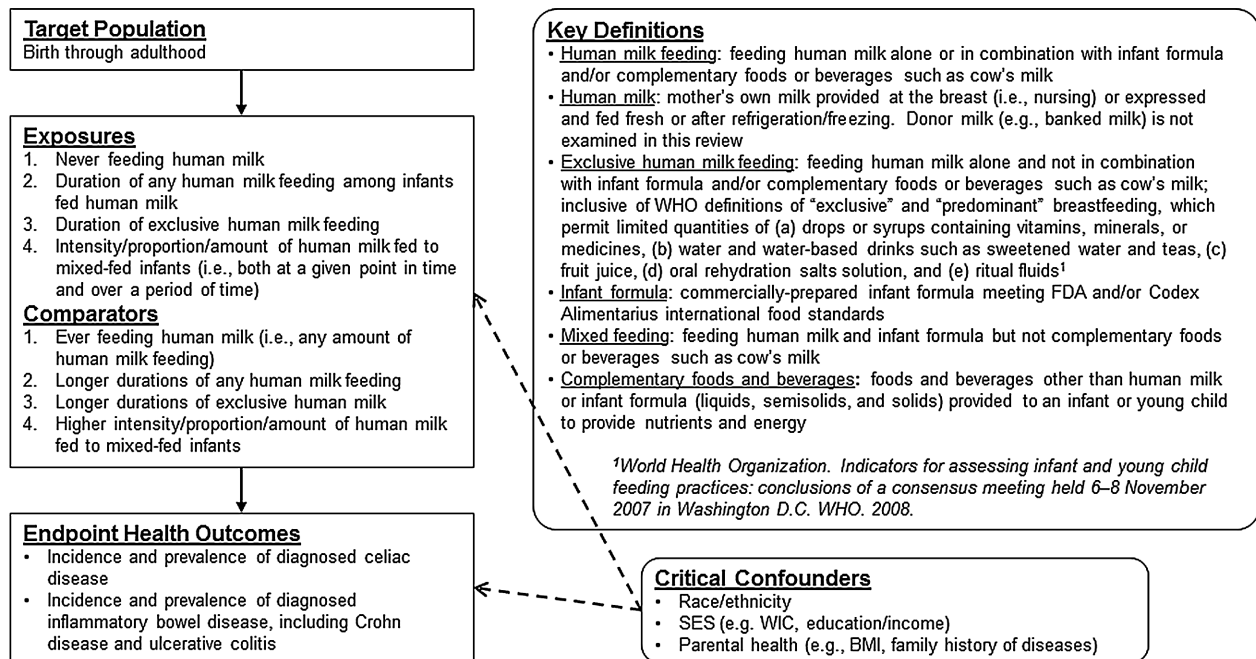 Target Population
Birth through adulthood
Exposures
1. Never feeding human milk
2. Duration of any human milk feeding among infants
fed human milk
3. Duration of exclusive human milk feeding
4. Intensity/proportion/amount of human milk fed to
mixed-fed infants (i.e., both at a given point in time
and over a period of time)
Comparators
1. Ever feeding human milk (i.e., any amount of
human milk feeding)
2. Longer durations of any human milk feeding
3. Longer durations of exclusive human milk
4. Higher intensity/proportion/amount of human milk
fed to mixed-fed infants
Endpoint Health Outcomes
• Incidence and prevalence of diagnosed celiac
disease
• Incidence and prevalence of diagnosed
inflammatory bowel disease, including Crohn
disease and ulcerative colitis
Key Definitions
• Human milk feeding: feeding human milk alone or in combination with infant formula
and/or complementary foods or beverages such as cow's milk
• Human milk: mother's own milk provided at the breast (i.e., nursing) or expressed
and fed fresh or after refrigeration/freezing. Donor milk (e.g., banked milk) is not
examined in this review
• Exclusive human milk feeding: feeding human milk alone and not in combination
with infant formula and/or complementary foods or beverages such as cow's milk;
inclusive of WHO definitions of “exclusive” and “predominant” breastfeeding, which
permit limited quantities of (a) drops or syrups containing vitamins, minerals, or
medicines, (b) water and water-based drinks such as sweetened water and teas, (c)
fruit juice, (d) oral rehydration salts solution, and (e) ritual fluids¹
• Infant formula: commercially-prepared infant formula meeting FDA and/or Codex
Alimentarius international food standards
• Mixed feeding: feeding human milk and infant formula but not complementary foods
or beverages such as cow's milk
• Complementary foods and beverages: foods and beverages other than human milk
or infant formula (liquids, semisolids, and solids) provided to an infant or young child
to provide nutrients and energy
¹World Health Organization. Indicators for assessing infant and young child
feeding practices: conclusions of a consensus meeting held 6–8 November
2007 in Washington D.C. WHO. 2008.
Critical Confounders
• Race/ethnicity
• SES (e.g. WIC, education/income)
• Parental health (e.g., BMI, family history of diseases)